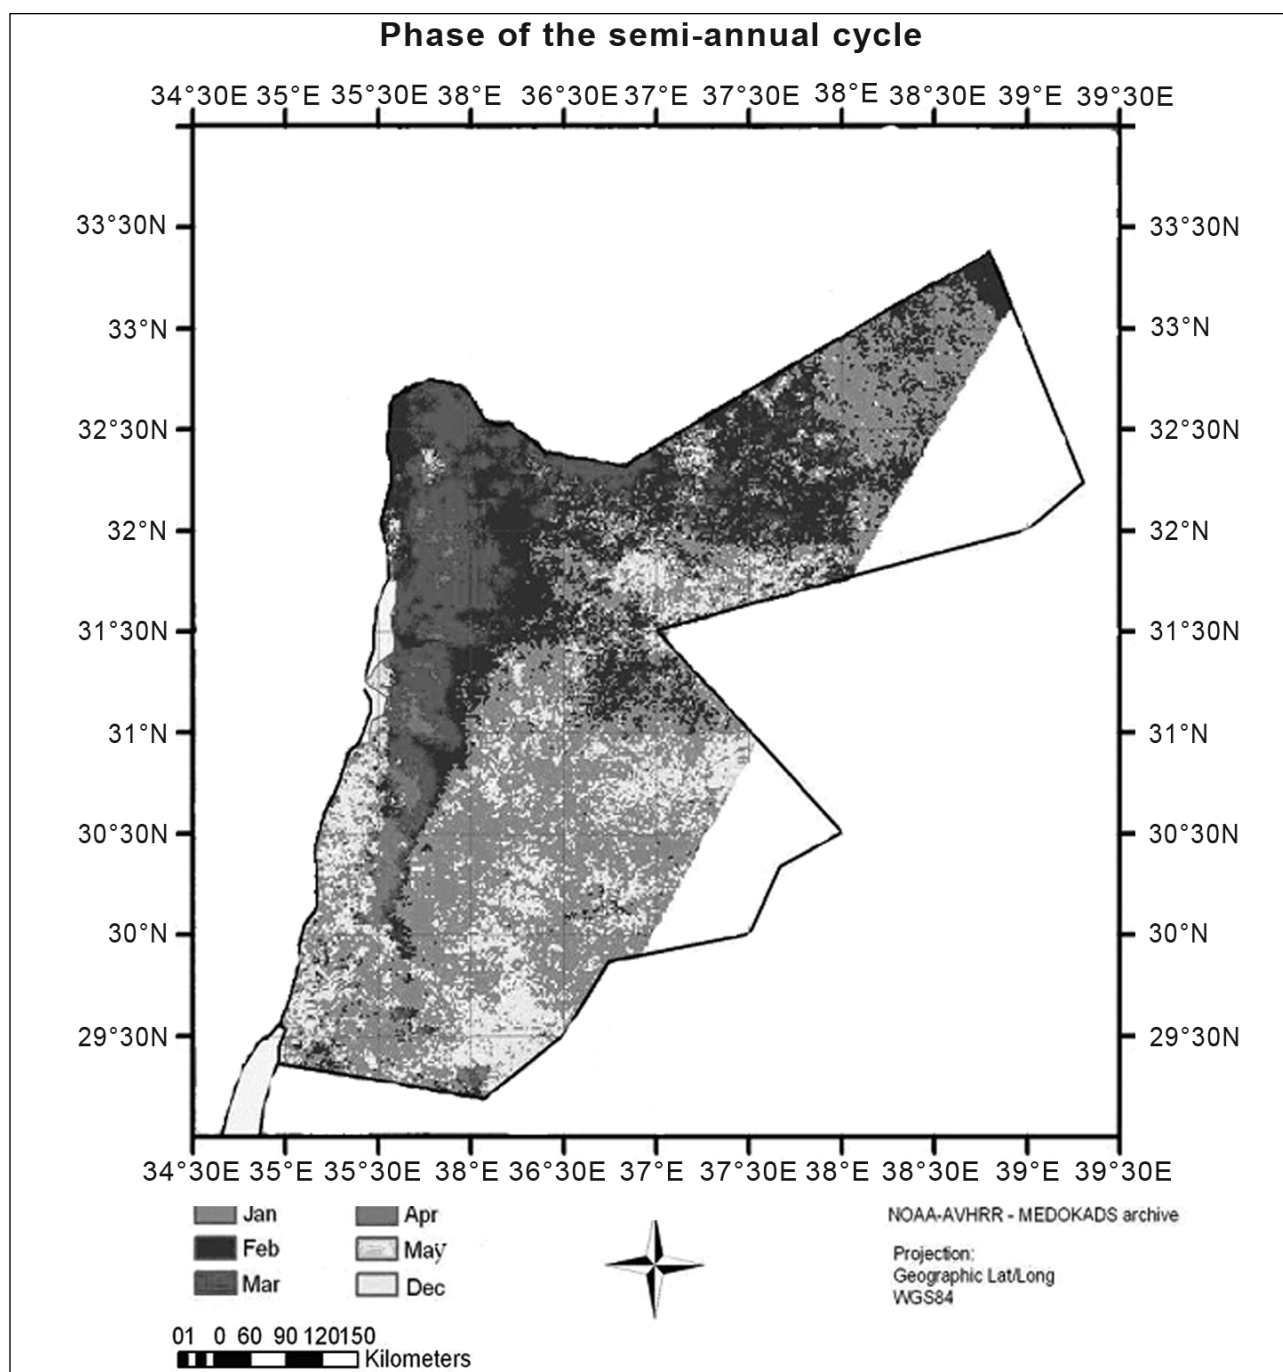 Phase of the semi-annual cycle
34°30E 35°E 35°30E 38°E 36°30E 37°E 37°30E 38°E 38°30E 39°E 39°30E
33°30N 33°30N
33°N 33°N
32°30N 32°30N
32°N 32°N
31°30N 31°30N
31°N 31°N
30°30N 30°30N
30°N 30°N
29°30N 29°30N
34°30E 35°E 35°30E 38°E 36°30E 37°E 37°30E 38°E 38°30E 39°E 39°30E
Jan Apr
Feb May
Mar Dec
NOAA-AVHRR - MEDOKADS archive
Projection:
Geographic Lat/Long
WGS84
01 0 60 90 120150
Kilometers